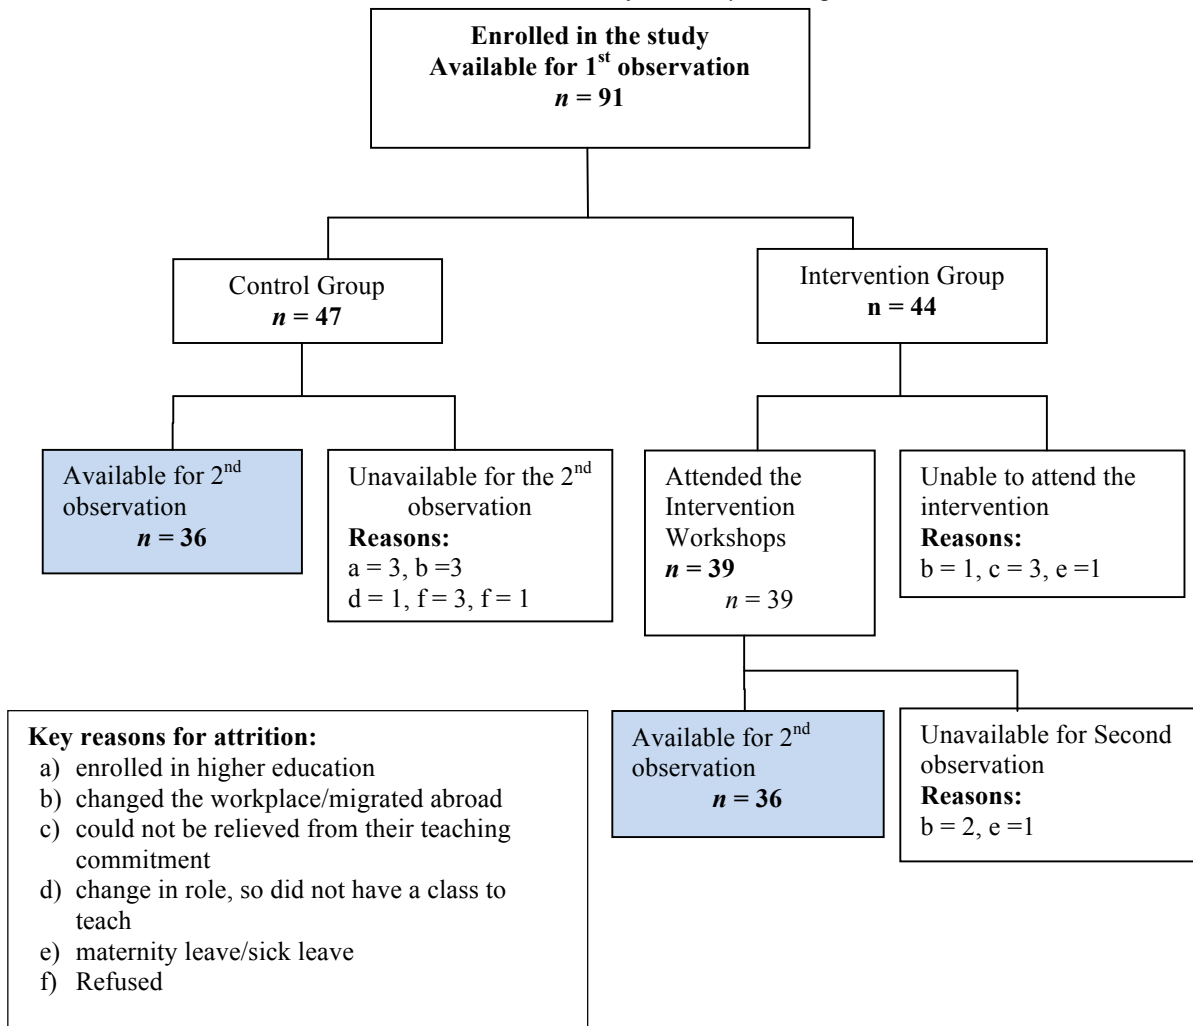 Enrolled in the study
Available for 1st observation
n = 91
Control Group
n = 47
Intervention Group
n = 44
Available for 2nd
observation
n = 36
Unavailable for the 2nd
observation
Reasons:
a = 3, b =3
d = 1, f = 3, f = 1
Attended the
Intervention
Workshops
n = 39
n = 39
Unable to attend the
intervention
Reasons:
b = 1, c = 3, e =1
Available for 2nd
observation
n = 36
Unavailable for Second
observation
Reasons:
b = 2, e =1
Key reasons for attrition:
a) enrolled in higher education
b) changed the workplace/migrated abroad
c) could not be relieved from their teaching
commitment
d) change in role, so did not have a class to
teach
e) maternity leave/sick leave
f) Refused